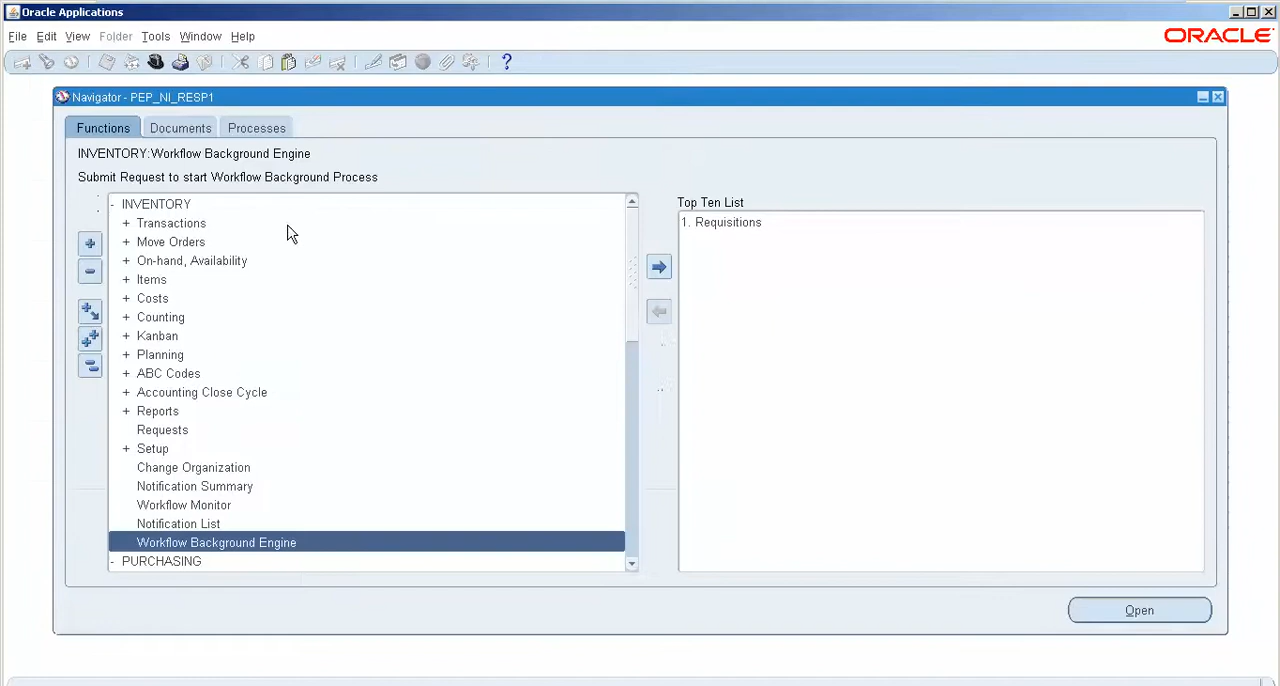 Oracle Applications
File Edit View Folder Tools Window Help
ORACLE
?
Navigator - PEP_NI_RESP1
Functions Documents Processes
INVENTORY:Workflow Background Engine
Submit Request to start Workflow Background Process
- INVENTORY
+ Transactions
+ Move Orders
+ On-hand, Availability
+ Items
+ Costs
+ Counting
+ Kanban
+ Planning
+ ABC Codes
+ Accounting Close Cycle
+ Reports
Requests
+ Setup
Change Organization
Notification Summary
Workflow Monitor
Notification List
Workflow Background Engine
- PURCHASING
Top Ten List
1. Requisitions
Open